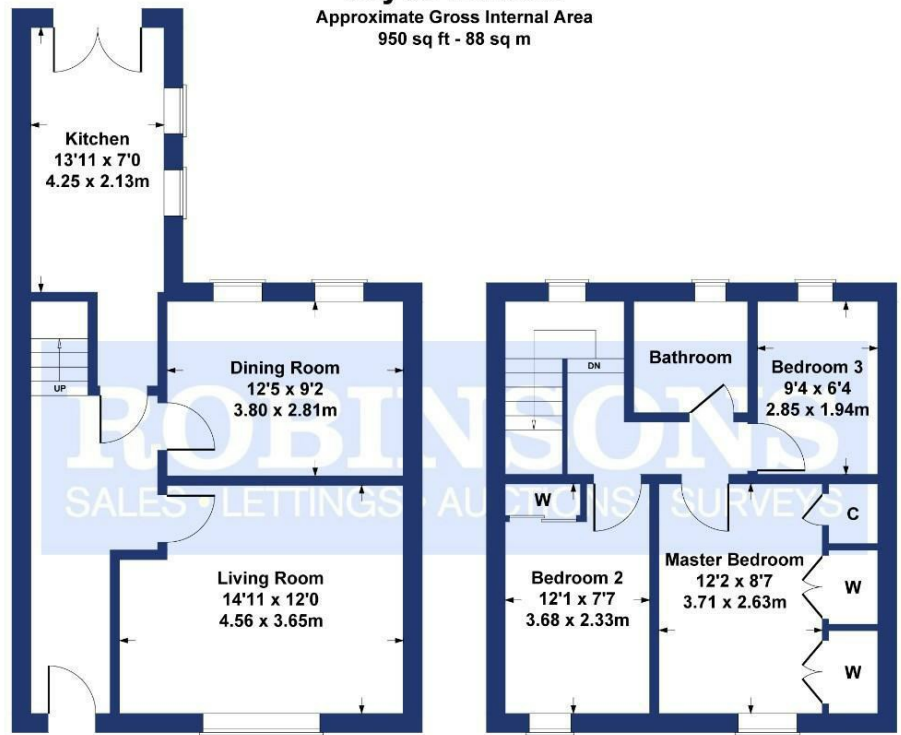 Approximate Gross Internal Area
950 sq ft - 88 sq m
Kitchen
13'11 x 7'0
4.25 x 2.13m
UP
Dining Room
12'5 x 9'2
3.80 x 2.81m
Living Room
14'11 x 12'0
4.56 x 3.65m
DN
Bathroom
Bedroom 3
9'4 x 6'4
2.85 x 1.94m
W
Bedroom 2
12'1 x 7'7
3.68 x 2.33m
Master Bedroom
12'2 x 8'7
3.71 x 2.63m
C
W
W
ROBINSONS
SALES • LETTINGS • AUCTIONS • SURVEYS